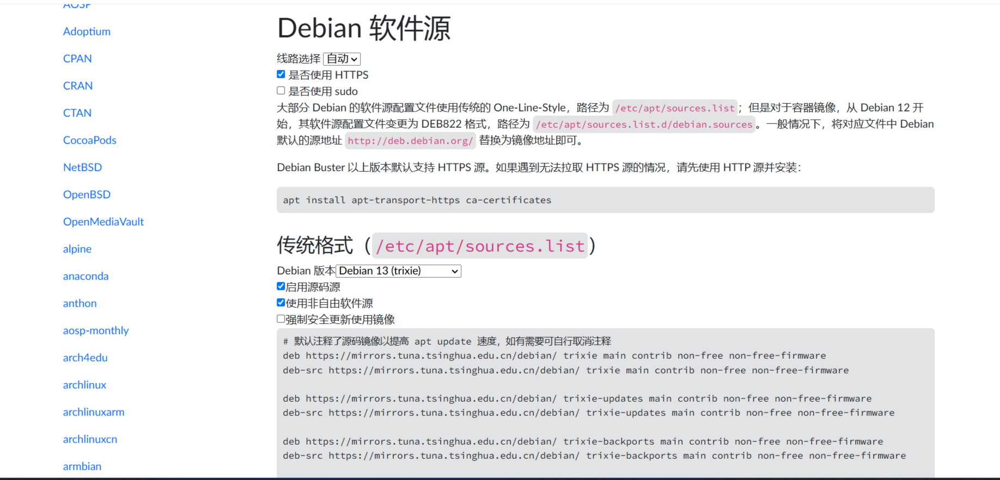 AOSP
Adoptium
CPAN
CRAN
CTAN
CocoaPods
NetBSD
OpenBSD
OpenMediaVault
alpine
anaconda
anthon
aosp-monthly
arch4edu
archlinux
archlinuxarm
archlinuxcn
armbian
Debian 软件源
线路选择 自动
是否使用 HTTPS
是否使用 sudo
大部分 Debian 的软件源配置文件使用传统的 One-Line-Style，路径为 /etc/apt/sources.list；但是对于容器镜像，从 Debian 12 开
始，其软件源配置文件变更为 DEB822 格式，路径为 /etc/apt/sources.list.d/debian.sources。一般情况下，将对应文件中 Debian
默认的源地址 http://deb.debian.org/ 替换为镜像地址即可。
Debian Buster 以上版本默认支持 HTTPS 源。如果遇到无法拉取 HTTPS 源的情况，请先使用 HTTP 源并安装：
apt install apt-transport-https ca-certificates
传统格式（/etc/apt/sources.list）
Debian 版本 Debian 13 (trixie)
启用源码源
使用非自由软件源
强制安全更新使用镜像
# 默认注释了源码镜像以提高 apt update 速度，如有需要可自行取消注释
deb https://mirrors.tuna.tsinghua.edu.cn/debian/ trixie main contrib non-free non-free-firmware
deb-src https://mirrors.tuna.tsinghua.edu.cn/debian/ trixie main contrib non-free non-free-firmware
deb https://mirrors.tuna.tsinghua.edu.cn/debian/ trixie-updates main contrib non-free non-free-firmware
deb-src https://mirrors.tuna.tsinghua.edu.cn/debian/ trixie-updates main contrib non-free non-free-firmware
deb https://mirrors.tuna.tsinghua.edu.cn/debian/ trixie-backports main contrib non-free non-free-firmware
deb-src https://mirrors.tuna.tsinghua.edu.cn/debian/ trixie-backports main contrib non-free non-free-firmware